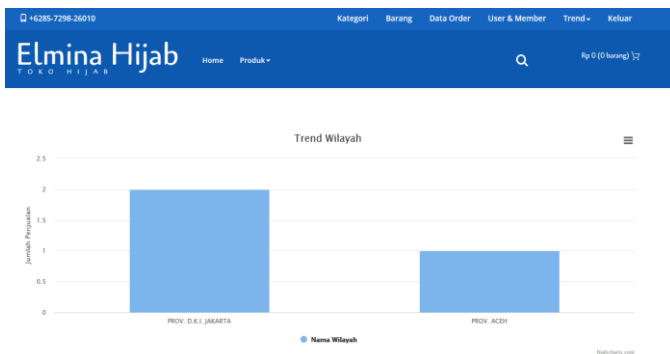 +6285-7298-26010 Kategori Barang Data Order User & Member Trend Keluar
Elmina Hijab Home Produk Rp 0 (0 barang)
TOKO HIJAB
Trend Wilayah
2.5
2
1.5
1
0.5
0
Jumlah Penjualan
PROV. D.K.I. JAKARTA PROV. ACEH
Nama Wilayah
Highcharts.com